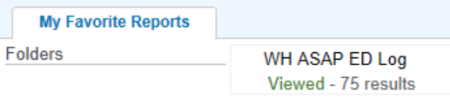 My Favorite Reports
Folders
WH ASAP ED Log
Viewed - 75 results